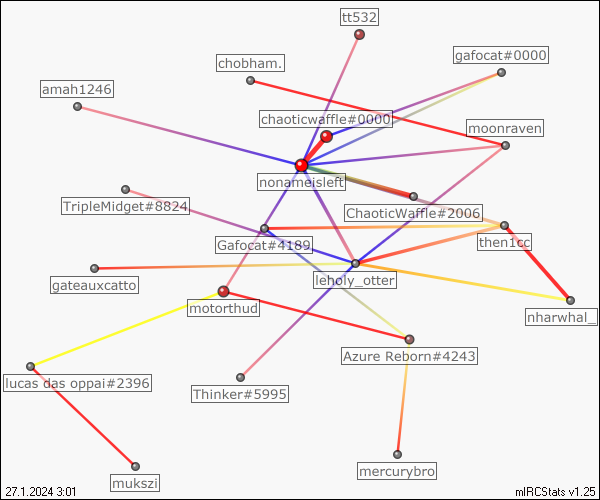 tt532
gafocat#0000
chobham.
amah1246
chaoticwaffle#0000
moonraven
nonameisleft
TripleMidget#8824
ChaoticWaffle#2006
Gafocat#4189
then1cc
gateauxcatto
leholy_otter
motorthud
nharwhal_
Azure Reborn#4243
lucas das oppai#2396
Thinker#5995
mercurybro
mukszi
27.1.2024 3:01
mIRCStats v1.25